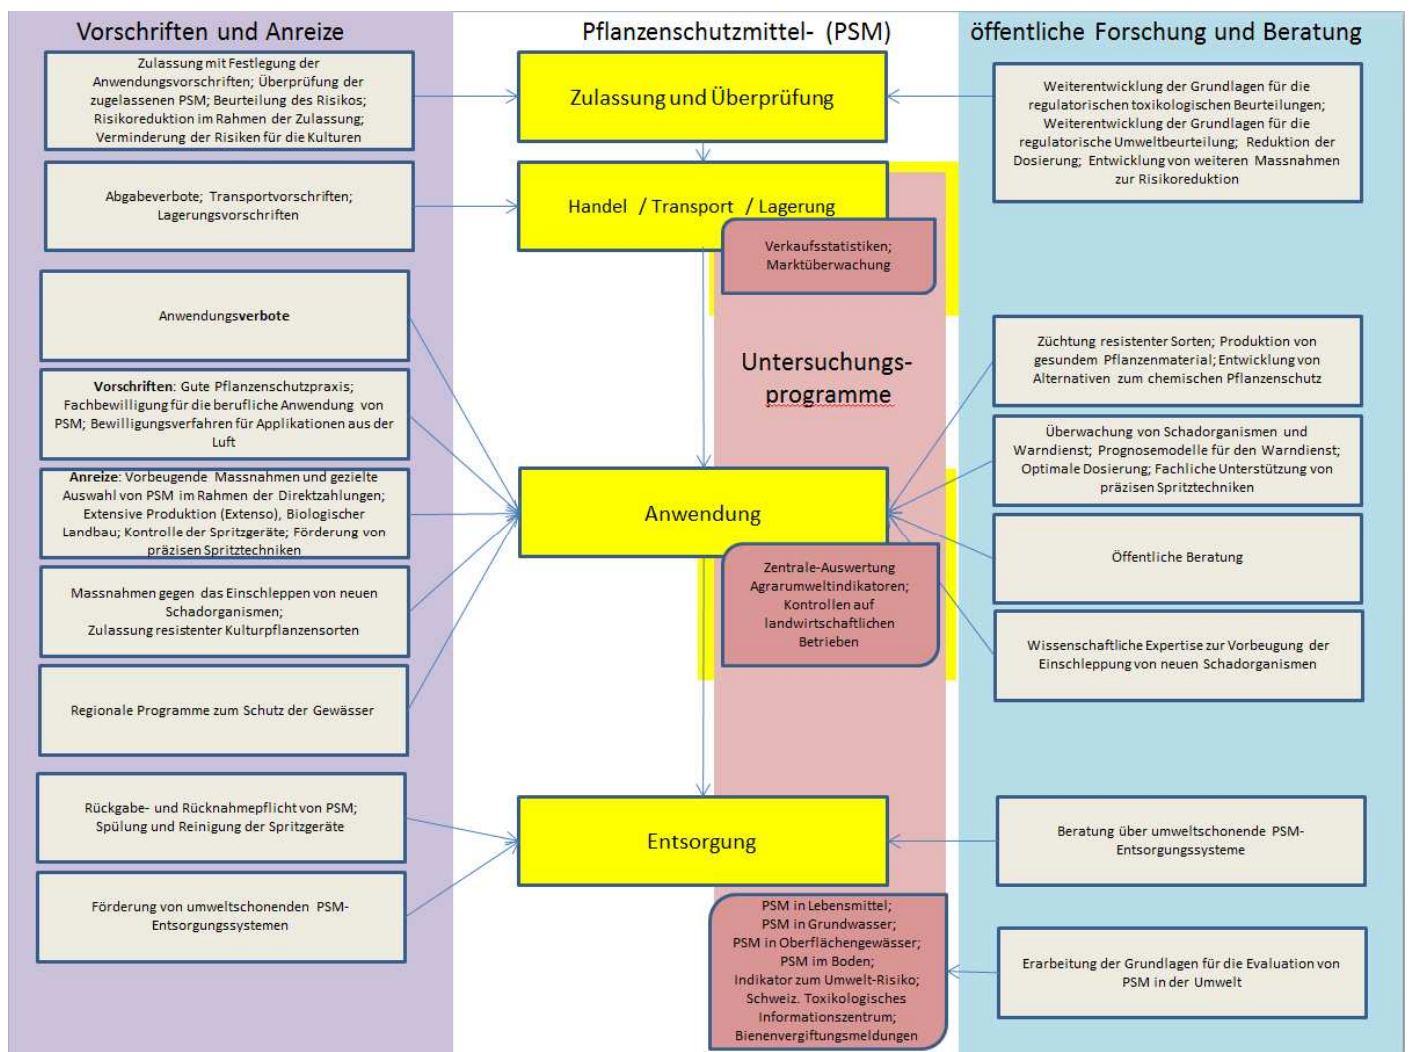 Vorschriften und Anreize
Zulassung mit Festlegung der
Anwendungsvorschriften; Überprüfung der
zugelassenen PSM; Beurteilung des Risikos;
Risikoreduktion im Rahmen der Zulassung;
Verminderung der Risiken für die Kulturen
Abgabeverbote; Transportvorschriften;
Lagerungsvorschriften
Anwendungsverbote
Vorschriften: Gute Pflanzenschutzpraxis;
Fachbewilligung für die berufliche Anwendung von
PSM; Bewilligungsverfahren für Applikationen aus der
Luft
Anreize: Vorbeugende Massnahmen und gezielte
Auswahl von PSM im Rahmen der Direktzahlungen;
Extensive Produktion (Extenso), Biologischer
Landbau; Kontrolle der Spritzgeräte; Förderung von
präzisen Spritztechniken
Massnahmen gegen das Einschleppen von neuen
Schadorganismen;
Zulassung resistenter Kulturpflanzensorten
Regionale Programme zum Schutz der Gewässer
Rückgabe- und Rücknahmepflicht von PSM;
Spülung und Reinigung der Spritzgeräte
Förderung von umweltschonenden PSM-
Entsorgungssystemen
Pflanzenschutzmittel- (PSM)
Zulassung und Überprüfung
Handel / Transport / Lagerung
Verkaufsstatistiken;
Marktüberwachung
Untersuchungs-
programme
Anwendung
Zentrale-Auswertung
Agrarumweltindikatoren;
Kontrollen auf
landwirtschaftlichen
Betrieben
Entsorgung
PSM in Lebensmittel;
PSM in Grundwasser;
PSM in Oberflächengewässer;
PSM im Boden;
Indikator zum Umwelt-Risiko;
Schweiz. Toxikologisches
Informationszentrum;
Bienenvergiftungsmeldungen
öffentliche Forschung und Beratung
Weiterentwicklung der Grundlagen für die
regulatorischen toxikologischen Beurteilungen;
Weiterentwicklung der Grundlagen für die
regulatorische Umweltbeurteilung; Reduktion der
Dosierung; Entwicklung von weiteren Massnahmen
zur Risikoreduktion
Züchtung resistenter Sorten; Produktion von
gesundem Pflanzenmaterial; Entwicklung von
Alternativen zum chemischen Pflanzenschutz
Überwachung von Schadorganismen und
Warndienst; Prognosemodelle für den Warndienst;
Optimale Dosierung; Fachliche Unterstützung von
präzisen Spritztechniken
Öffentliche Beratung
Wissenschaftliche Expertise zur Vorbeugung der
Einschleppung von neuen Schadorganismen
Beratung über umweltschonende PSM-
Entsorgungssysteme
Erarbeitung der Grundlagen für die Evaluation von
PSM in der Umwelt